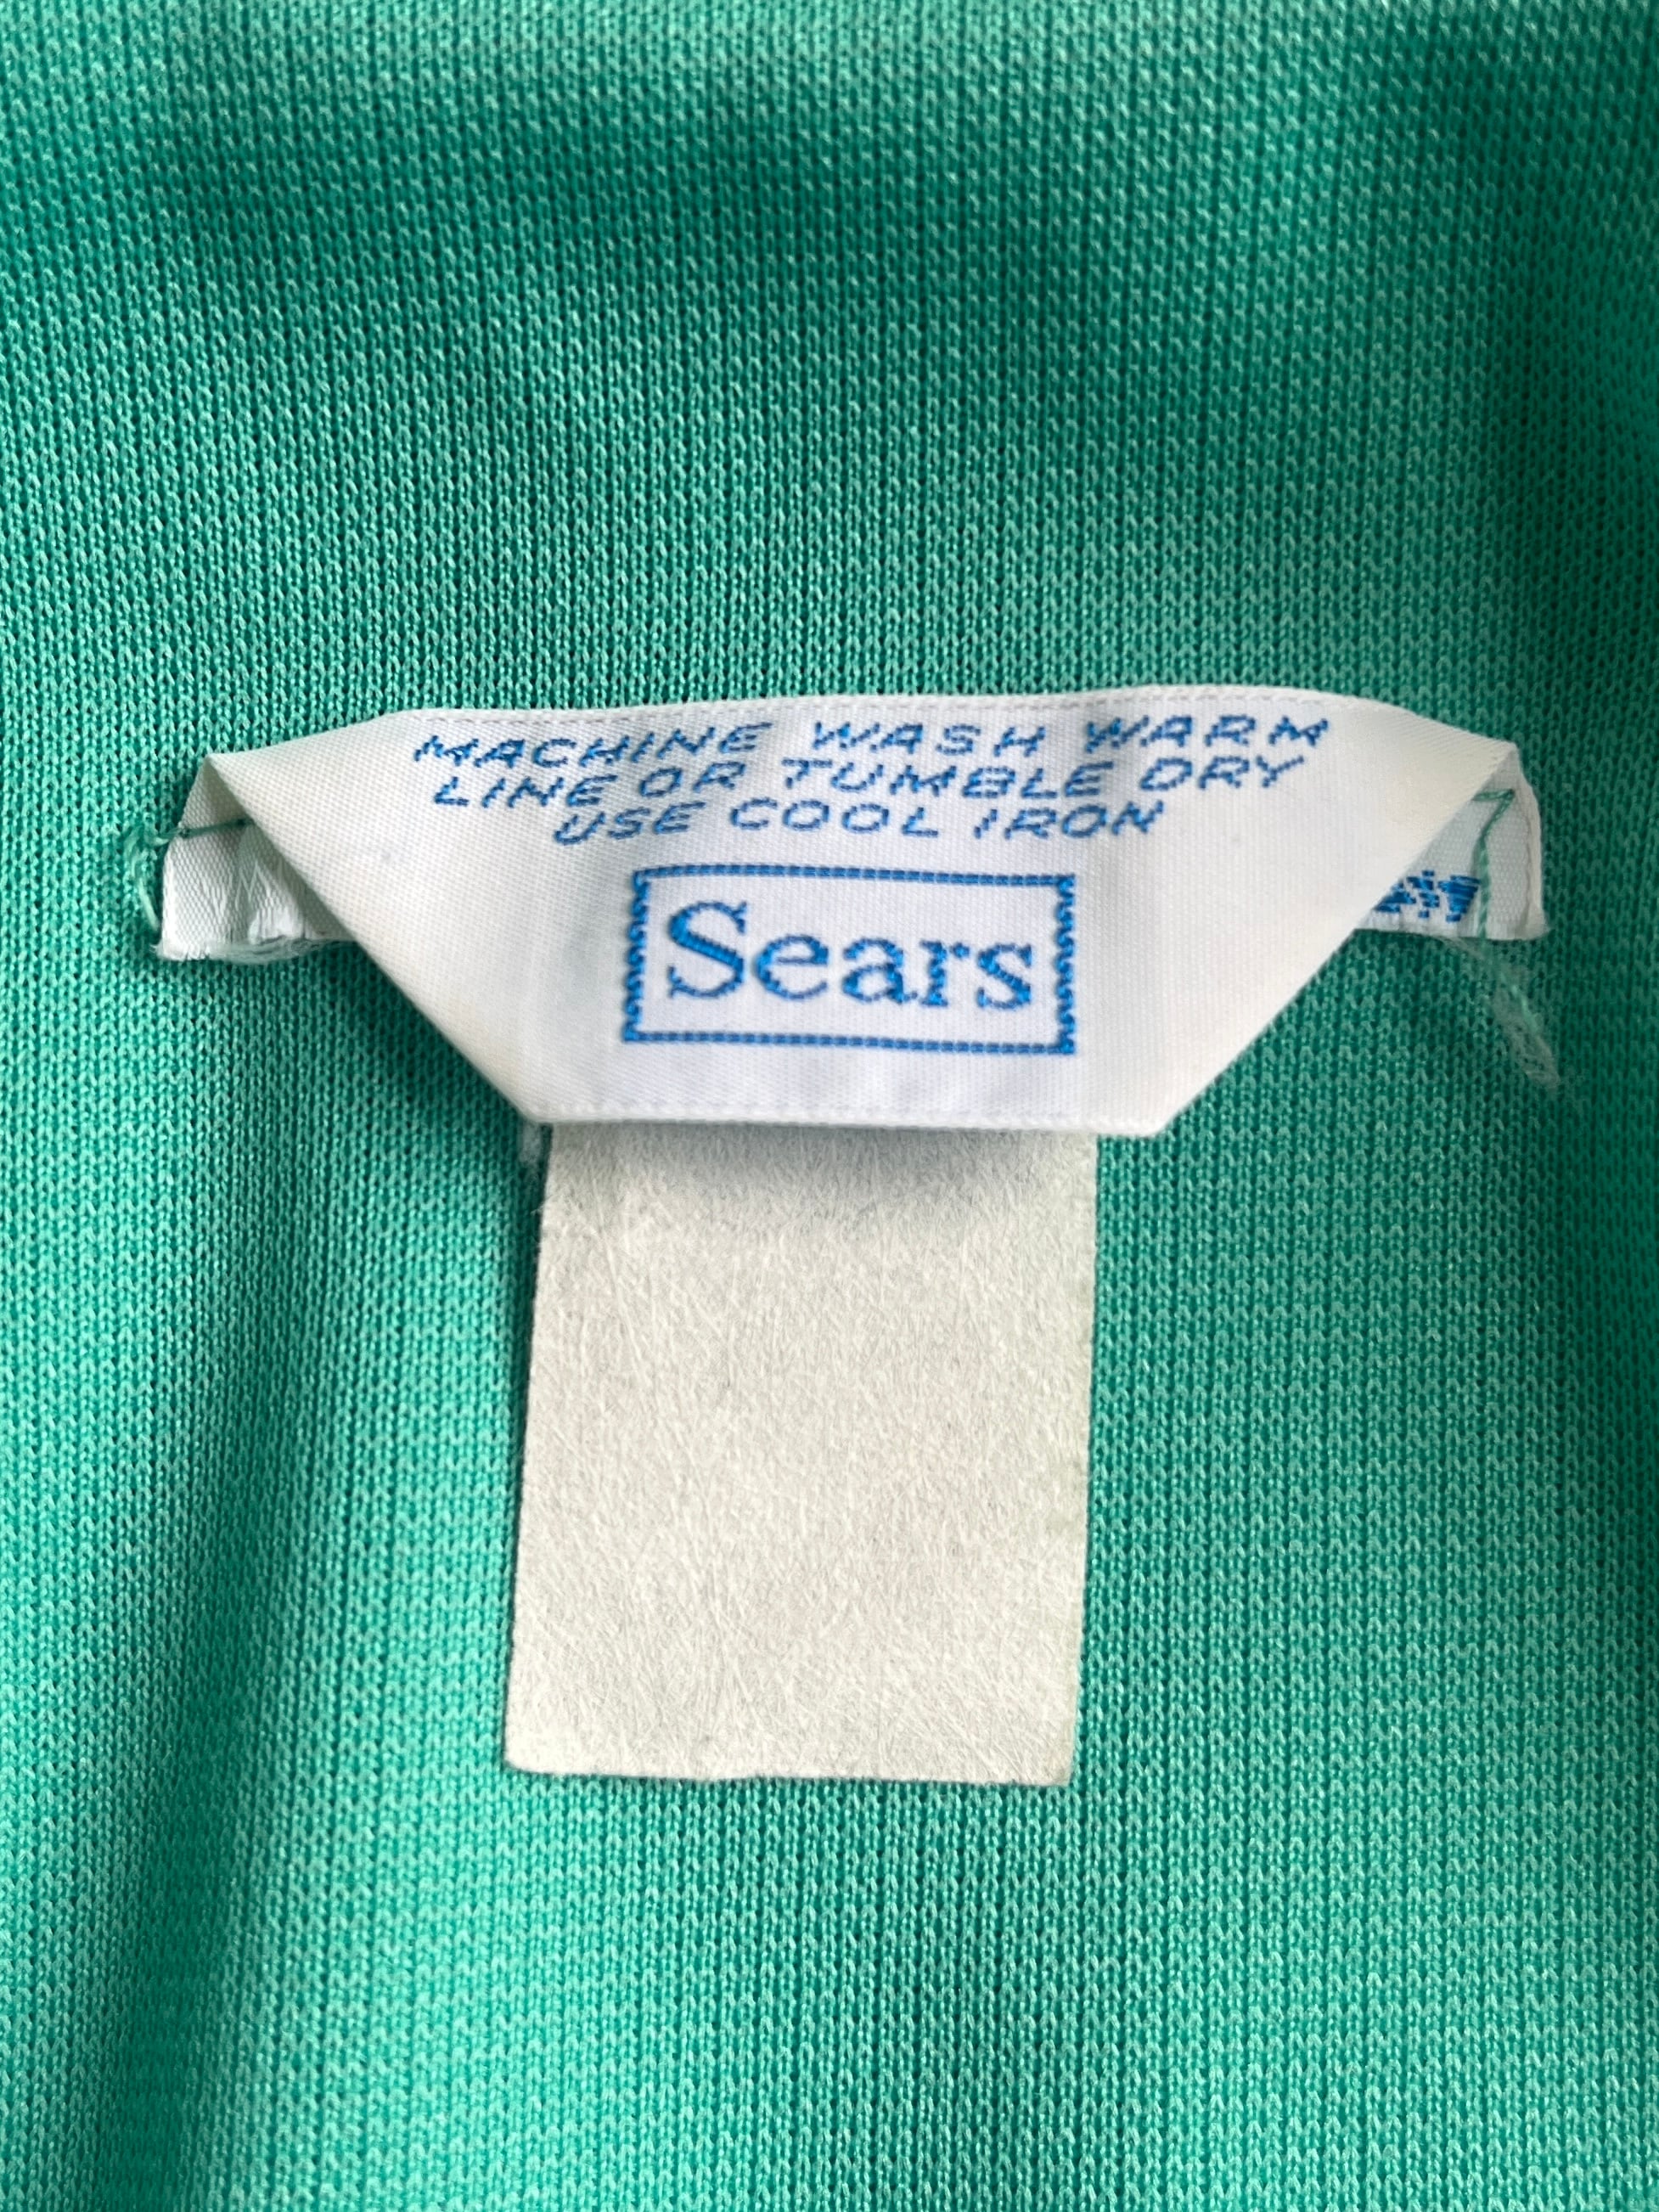 MACHINE WASH WARM
LINE OR TUMBLE DRY
USE COOL IRON
Sears